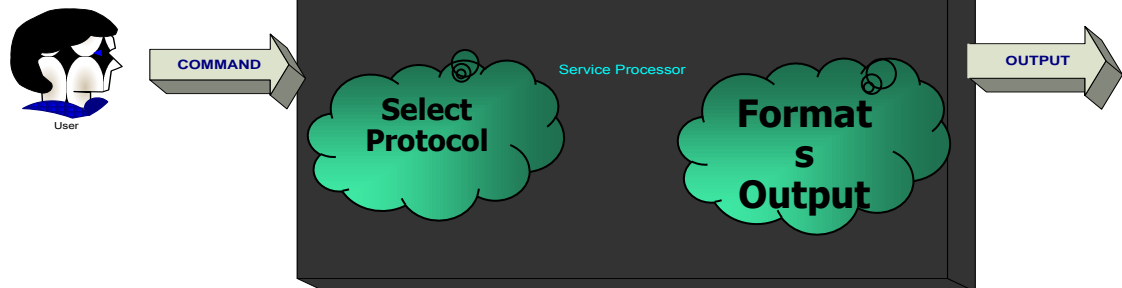 User
COMMAND
Select
Protocol
Service Processor
Format
s
Output
OUTPUT